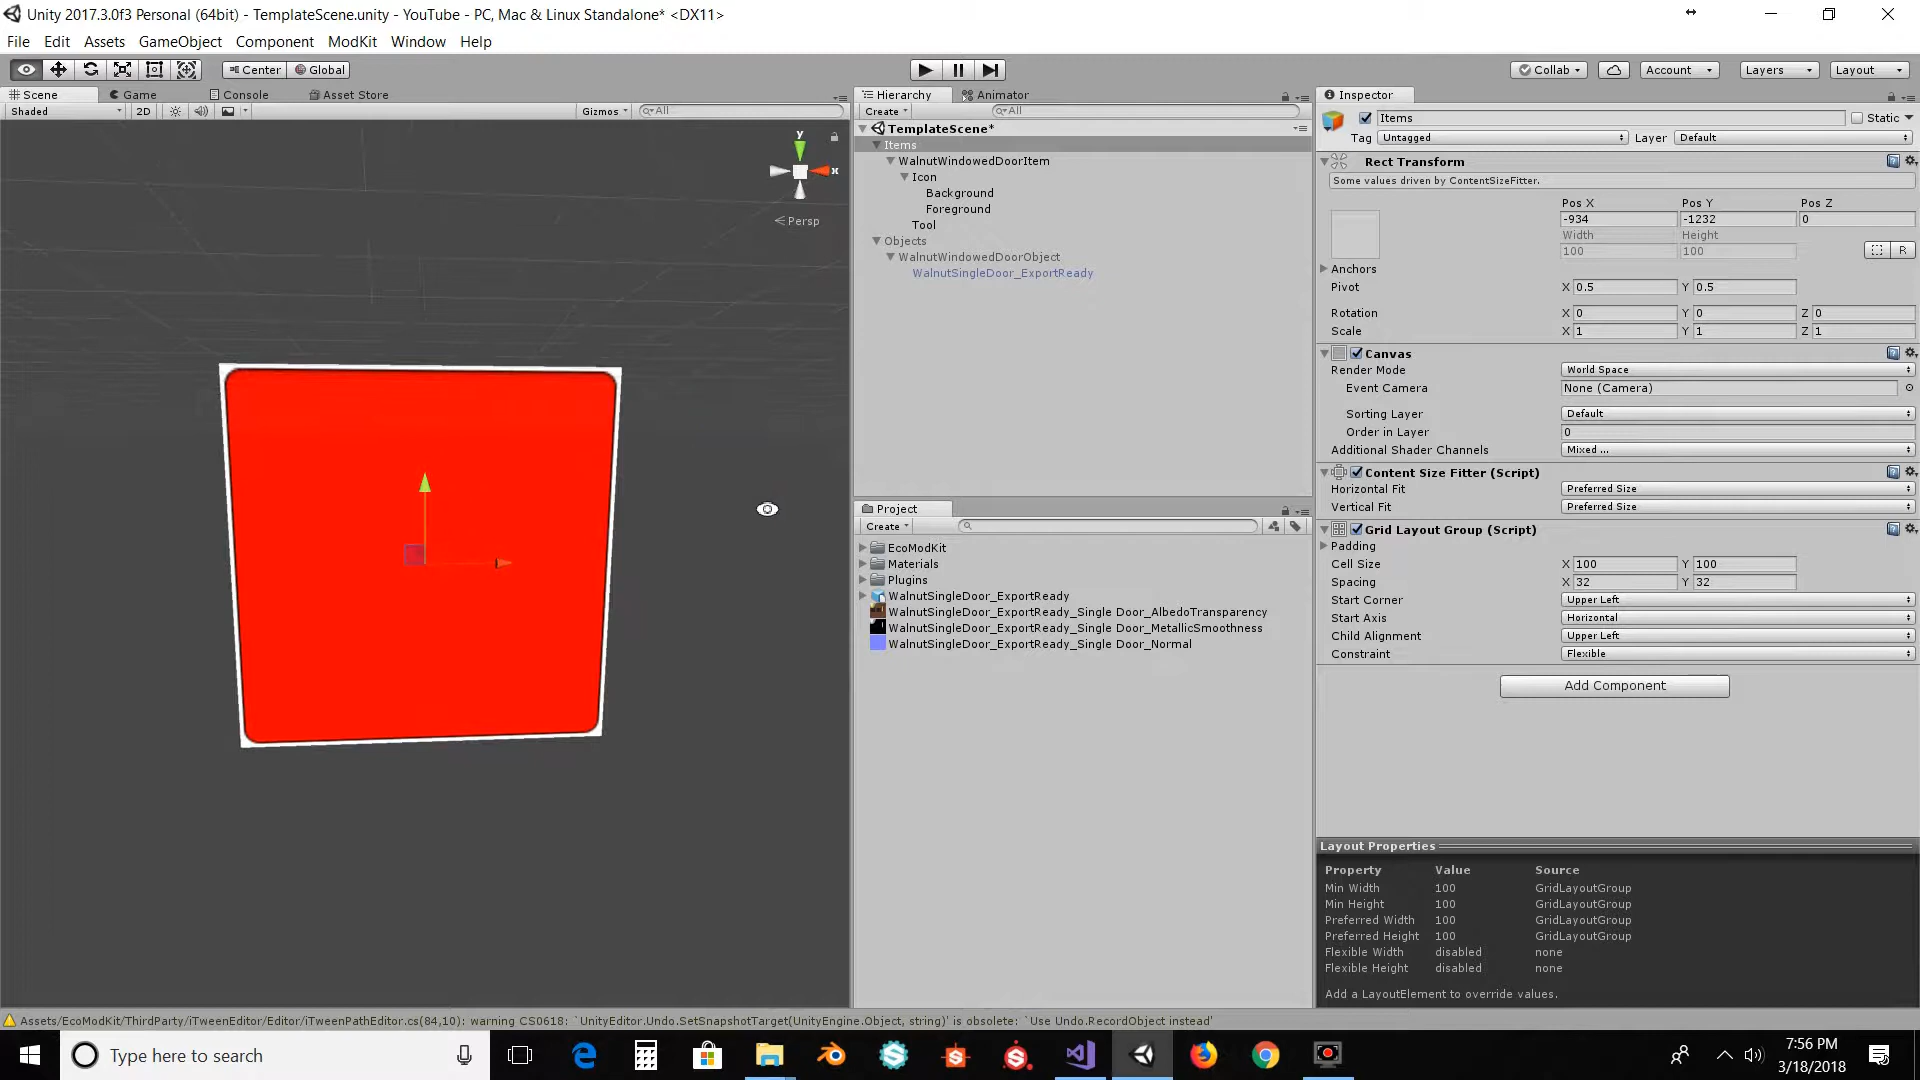 Unity 2017.3.0f3 Personal (64bit) - TemplateScene.unity - YouTube - PC, Mac & Linux Standalone* <DX11>
File Edit Assets GameObject Component ModKit Window Help
Center Global
Collab Account Layers Layout
Scene Game Console Asset Store
Shaded 2D Gizmos All
y
x
Persp
Hierarchy Animator
Create All
TemplateScene*
Items
WalnutWindowedDoorItem
Icon
Background
Foreground
Tool
Objects
WalnutWindowedDoorObject
WalnutSingleDoor_ExportReady
Project
Create
EcoModKit
Materials
Plugins
WalnutSingleDoor_ExportReady
WalnutSingleDoor_ExportReady_Single Door_AlbedoTransparency
WalnutSingleDoor_ExportReady_Single Door_MetallicSmoothness
WalnutSingleDoor_ExportReady_Single Door_Normal
Inspector
Items Static
Tag Untagged Layer Default
Rect Transform
Some values driven by ContentSizeFitter.
Pos X Pos Y Pos Z
-934 -1232 0
Width Height
100 100 R
Anchors
Pivot X 0.5 Y 0.5
Rotation X 0 Y 0 Z 0
Scale X 1 Y 1 Z 1
Canvas
Render Mode World Space
Event Camera None (Camera)
Sorting Layer Default
Order in Layer 0
Additional Shader Channels Mixed ...
Content Size Fitter (Script)
Horizontal Fit Preferred Size
Vertical Fit Preferred Size
Grid Layout Group (Script)
Padding
Cell Size X 100 Y 100
Spacing X 32 Y 32
Start Corner Upper Left
Start Axis Horizontal
Child Alignment Upper Left
Constraint Flexible
Add Component
Layout Properties
Property Value Source
Min Width 100 GridLayoutGroup
Min Height 100 GridLayoutGroup
Preferred Width 100 GridLayoutGroup
Preferred Height 100 GridLayoutGroup
Flexible Width disabled none
Flexible Height disabled none
Add a LayoutElement to override values.
Assets/EcoModKit/ThirdParty/iTweenEditor/Editor/iTweenPathEditor.cs(84,10): warning CS0618: `UnityEditor.Undo.SetSnapshotTarget(UnityEngine.Object, string)' is obsolete: `Use Undo.RecordObject instead'
Type here to search
7:56 PM
3/18/2018